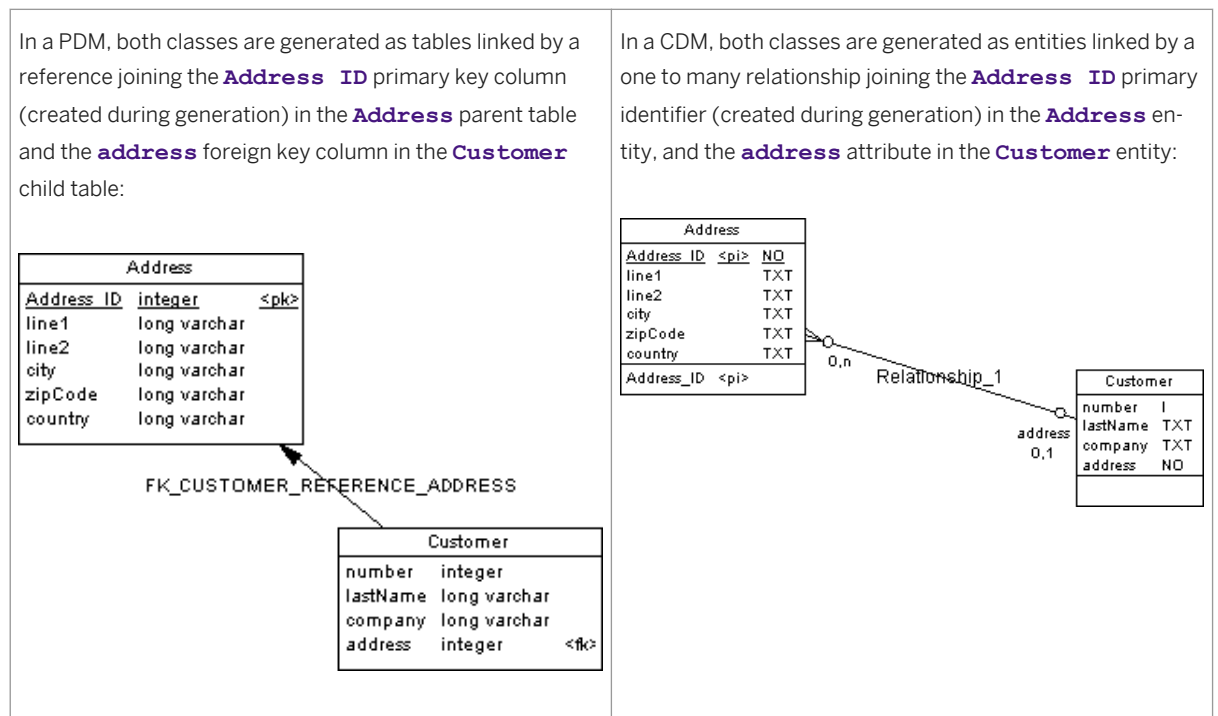 In a PDM, both classes are generated as tables linked by a
reference joining the Address ID primary key column
(created during generation) in the Address parent table
and the address foreign key column in the Customer
child table:
Address
Address_ID integer <pk>
line1 long varchar
line2 long varchar
city long varchar
zipCode long varchar
country long varchar
FK_CUSTOMER_REFERENCE_ADDRESS
Customer
number integer
lastName long varchar
company long varchar
address integer <fk>
In a CDM, both classes are generated as entities linked by a
one to many relationship joining the Address ID primary
identifier (created during generation) in the Address en-
tity, and the address attribute in the Customer entity:
Address
Address_ID <pi> NO
line1 TXT
line2 TXT
city TXT
zipCode TXT
country TXT
Address_ID <pi>
0,n
Relationship_1
address
0,1
Customer
number I
lastName TXT
company TXT
address NO